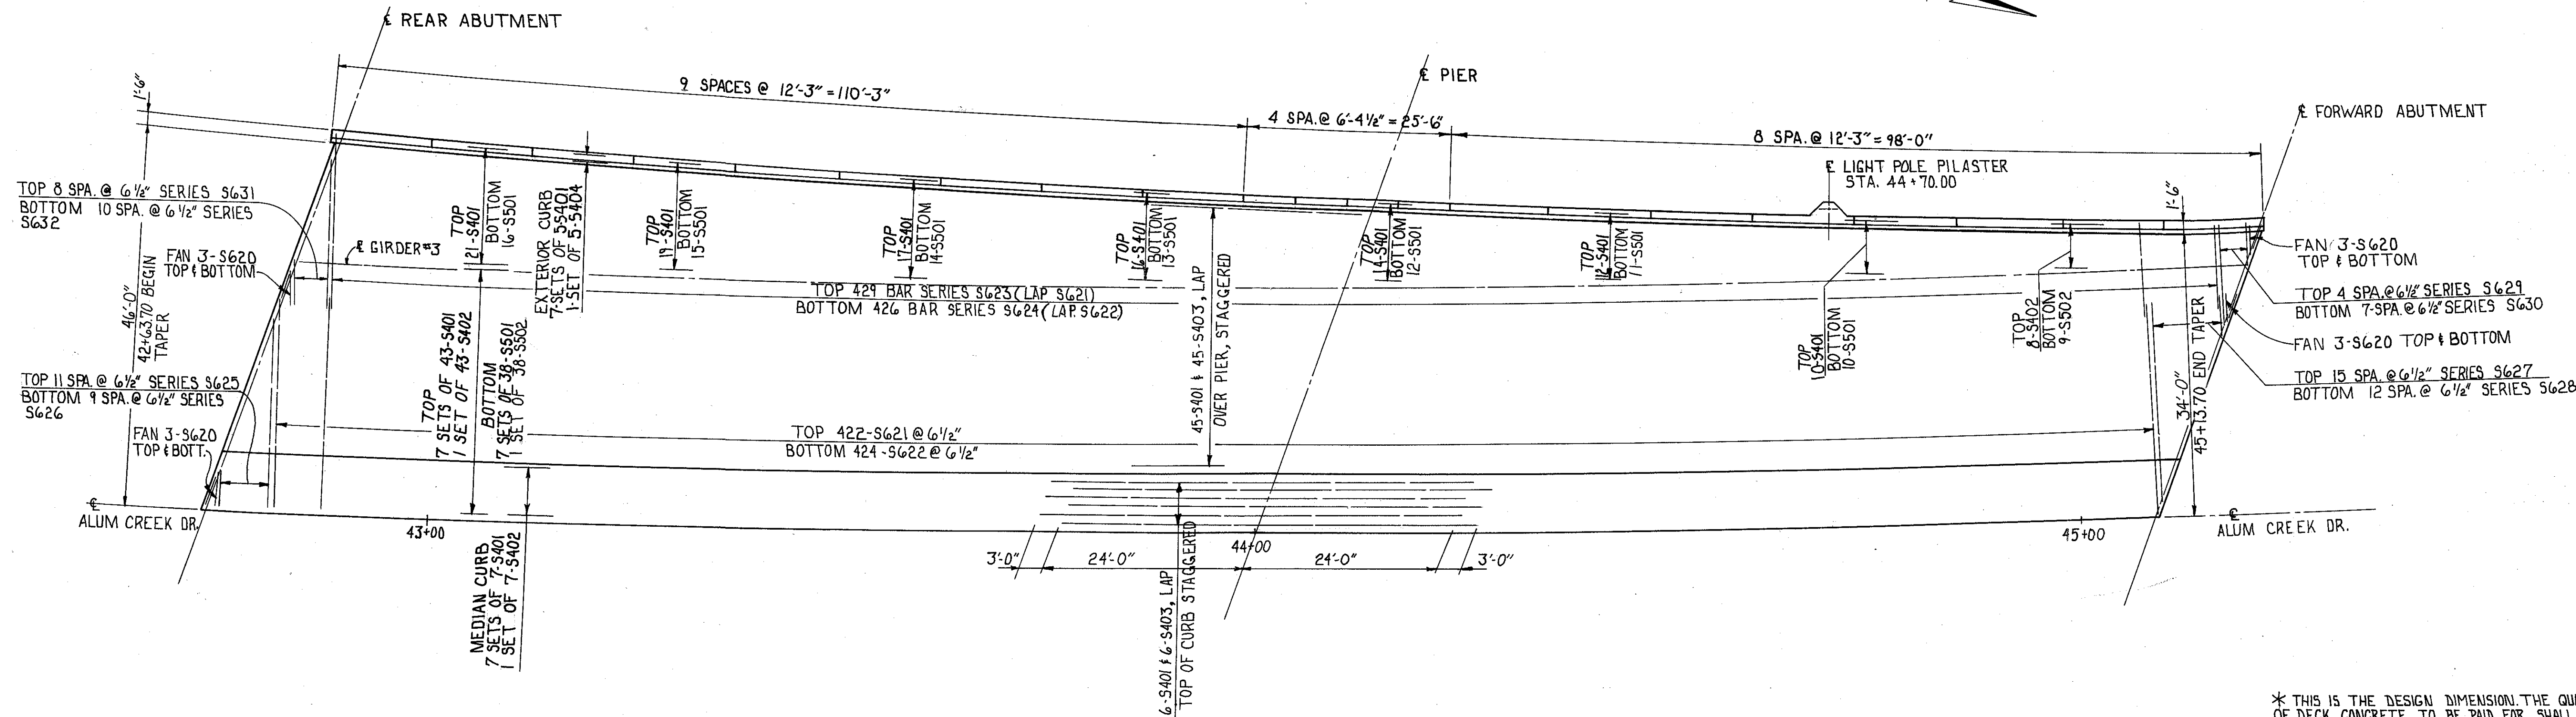 ℄ REAR ABUTMENT
9 SPACES @ 12'-3" = 110'-3"
℄ PIER
4 SPA. @ 6'-4½" = 25'-6"
8 SPA. @ 12'-3" = 98'-0"
℄ FORWARD ABUTMENT
℄ LIGHT POLE PILASTER
STA. 44+70.00
1'-6"
46'-0"
42+63.70 BEGIN
TAPER
TOP 8 SPA. @ 6½" SERIES S631
BOTTOM 10 SPA. @ 6½" SERIES
S632
FAN 3-S620
TOP & BOTTOM
℄ GIRDER #3
TOP 11 SPA. @ 6½" SERIES S625
BOTTOM 9 SPA. @ 6½" SERIES
S626
FAN 3-S620
TOP & BOTT.
℄
ALUM CREEK DR.
TOP
21-S401
BOTTOM
16-S501
EXTERIOR CURB
7-SETS OF 5-S401
1-SET OF 5-S404
TOP
19-S401
BOTTOM
15-S501
TOP
17-S401
BOTTOM
14-S501
TOP
16-S401
BOTTOM
13-S501
TOP
14-S401
BOTTOM
12-S501
TOP
12-S401
BOTTOM
11-S501
TOP
10-S401
BOTTOM
10-S501
TOP
8-S402
BOTTOM
9-S502
TOP 429 BAR SERIES S623 (LAP S621)
BOTTOM 426 BAR SERIES S624 (LAP S622)
TOP
7 SETS OF 43-S401
1 SET OF 43-S402
BOTTOM
7 SETS OF 38-S501
1 SET OF 38-S502
45-S401 & 45-S403, LAP
OVER PIER, STAGGERED
TOP 422-S621 @ 6½"
BOTTOM 424-S622 @ 6½"
MEDIAN CURB
7 SETS OF 7-S401
1 SET OF 7-S402
6-S401 & 6-S403, LAP
TOP OF CURB STAGGERED
43+00
44+00
45+00
3'-0"
24'-0"
24'-0"
3'-0"
1'-6"
34'-0"
45+13.70 END TAPER
FAN 3-S620
TOP & BOTTOM
TOP 4 SPA. @ 6½" SERIES S629
BOTTOM 7-SPA. @ 6½" SERIES S630
FAN 3-S620 TOP & BOTTOM
TOP 15 SPA. @ 6½" SERIES S627
BOTTOM 12 SPA. @ 6½" SERIES S628
℄
ALUM CREEK DR.
* THIS IS THE DESIGN DIMENSION. THE
OF DECK CONCRETE TO BE PAID FOR SHALL